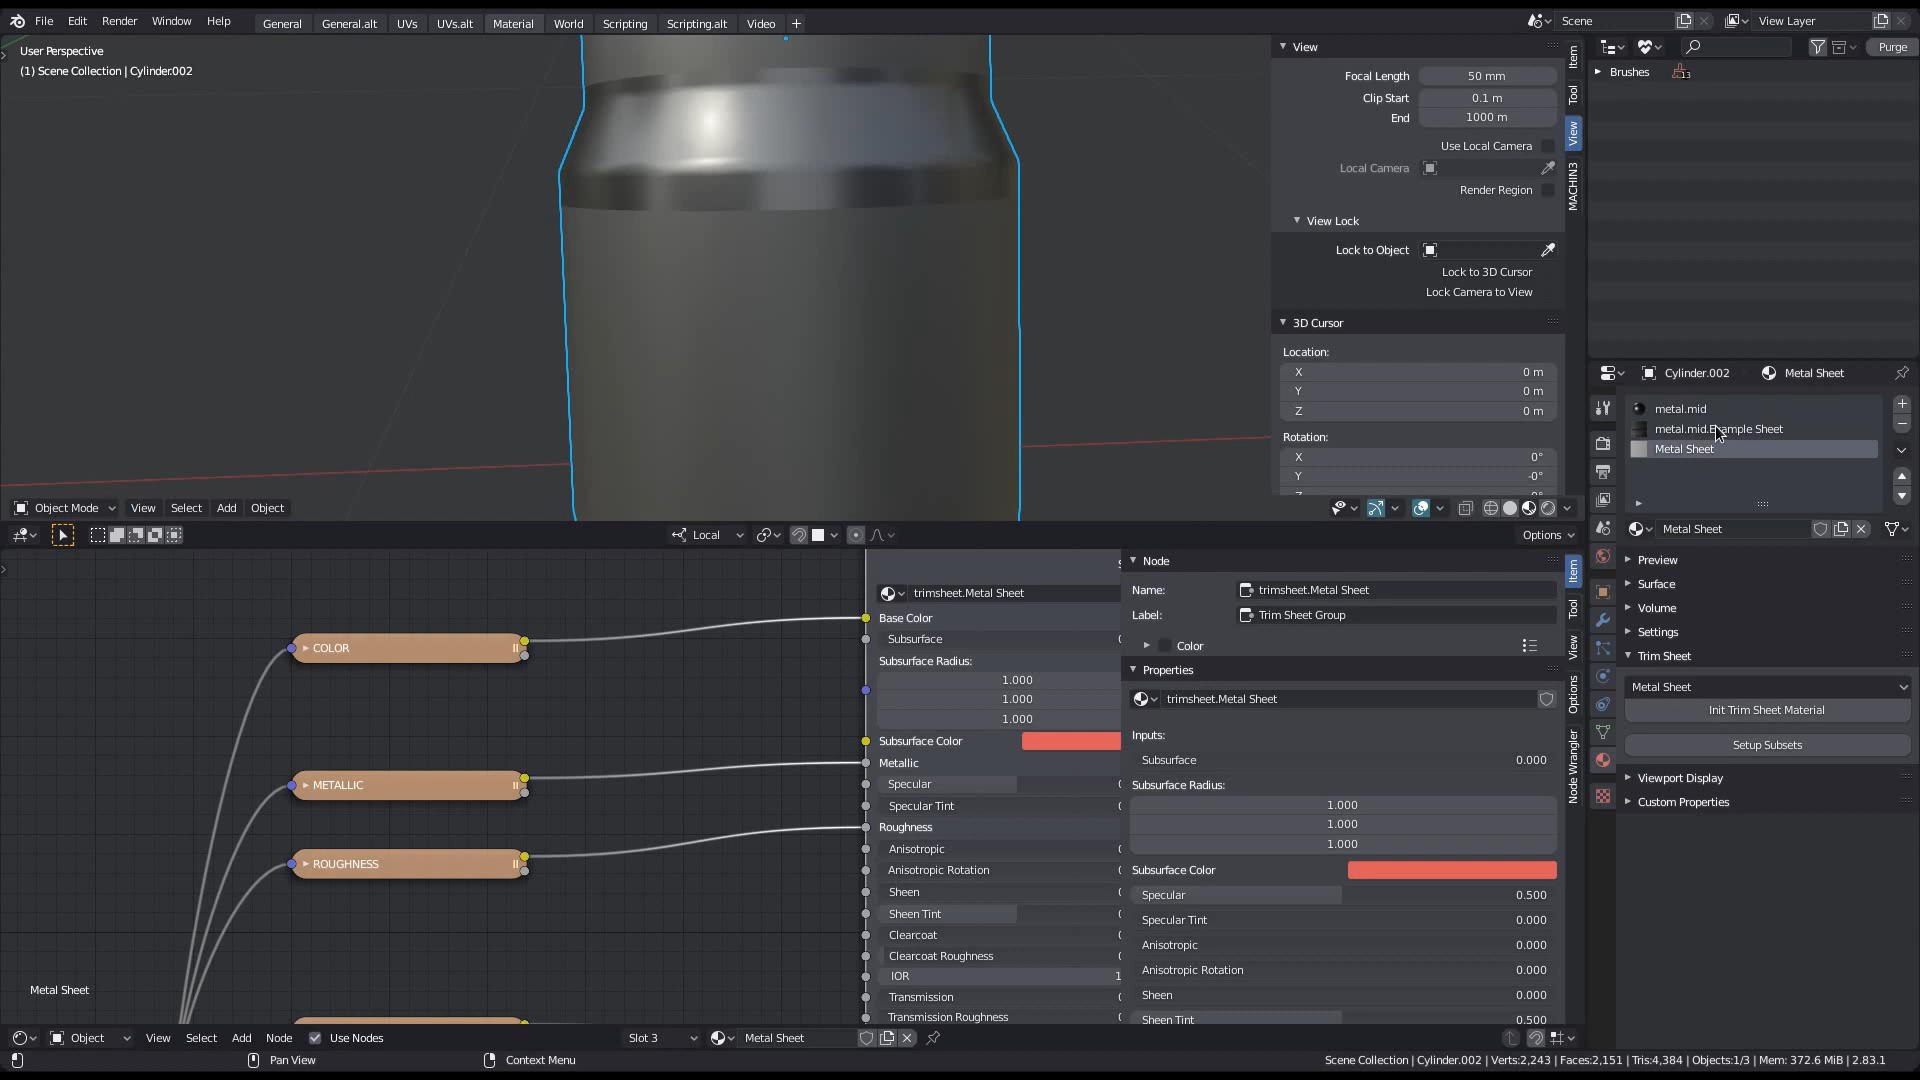 File Edit Render Window Help General General.alt UVs UVs.alt Material World Scripting Scripting.alt Video + Scene View Layer
User Perspective
(1) Scene Collection | Cylinder.002
View
Focal Length 50 mm
Clip Start 0.1 m
End 1000 m
Use Local Camera
Local Camera
Render Region
View Lock
Lock to Object
Lock to 3D Cursor
Lock Camera to View
3D Cursor
Location:
X 0 m
Y 0 m
Z 0 m
Rotation:
X 0°
Y -0°
Item
Tool
View
MACHIN3
Purge
Brushes 13
Cylinder.002 Metal Sheet
metal.mid
metal.mid.Example Sheet
Metal Sheet
Metal Sheet
Preview
Surface
Volume
Settings
Trim Sheet
Metal Sheet
Init Trim Sheet Material
Setup Subsets
Viewport Display
Custom Properties
Object Mode View Select Add Object
Local Options
COLOR
METALLIC
ROUGHNESS
Metal Sheet
trimsheet.Metal Sheet
Base Color
Subsurface
Subsurface Radius:
1.000
1.000
1.000
Subsurface Color
Metallic
Specular
Specular Tint
Roughness
Anisotropic
Anisotropic Rotation
Sheen
Sheen Tint
Clearcoat
Clearcoat Roughness
IOR 1
Transmission
Transmission Roughness
Node
Name: trimsheet.Metal Sheet
Label: Trim Sheet Group
Color
Properties
trimsheet.Metal Sheet
Inputs:
Subsurface 0.000
Subsurface Radius:
1.000
1.000
1.000
Subsurface Color
Specular 0.500
Specular Tint 0.000
Anisotropic 0.000
Anisotropic Rotation 0.000
Sheen 0.000
Sheen Tint 0.500
Item
Tool
View
Options
Node Wrangler
Object View Select Add Node Use Nodes Slot 3 Metal Sheet
Pan View Context Menu Scene Collection | Cylinder.002 | Verts:2,243 | Faces:2,151 | Tris:4,384 | Objects:1/3 | Mem: 372.6 MiB | 2.83.1